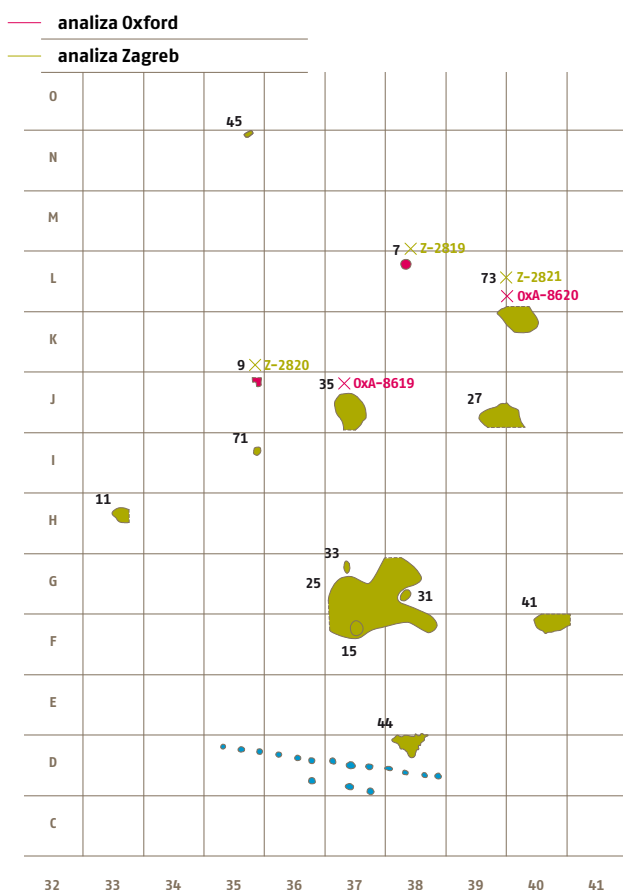 analiza Oxford
analiza Zagreb
O
45
N
M
7 Z-2819
L
73 Z-2821
OxA-8620
K
9 Z-2820
35 OxA-8619
J
27
71
I
11
H
33
G
25
31
41
F
15
E
44
D
C
32 33 34 35 36 37 38 39 40 41